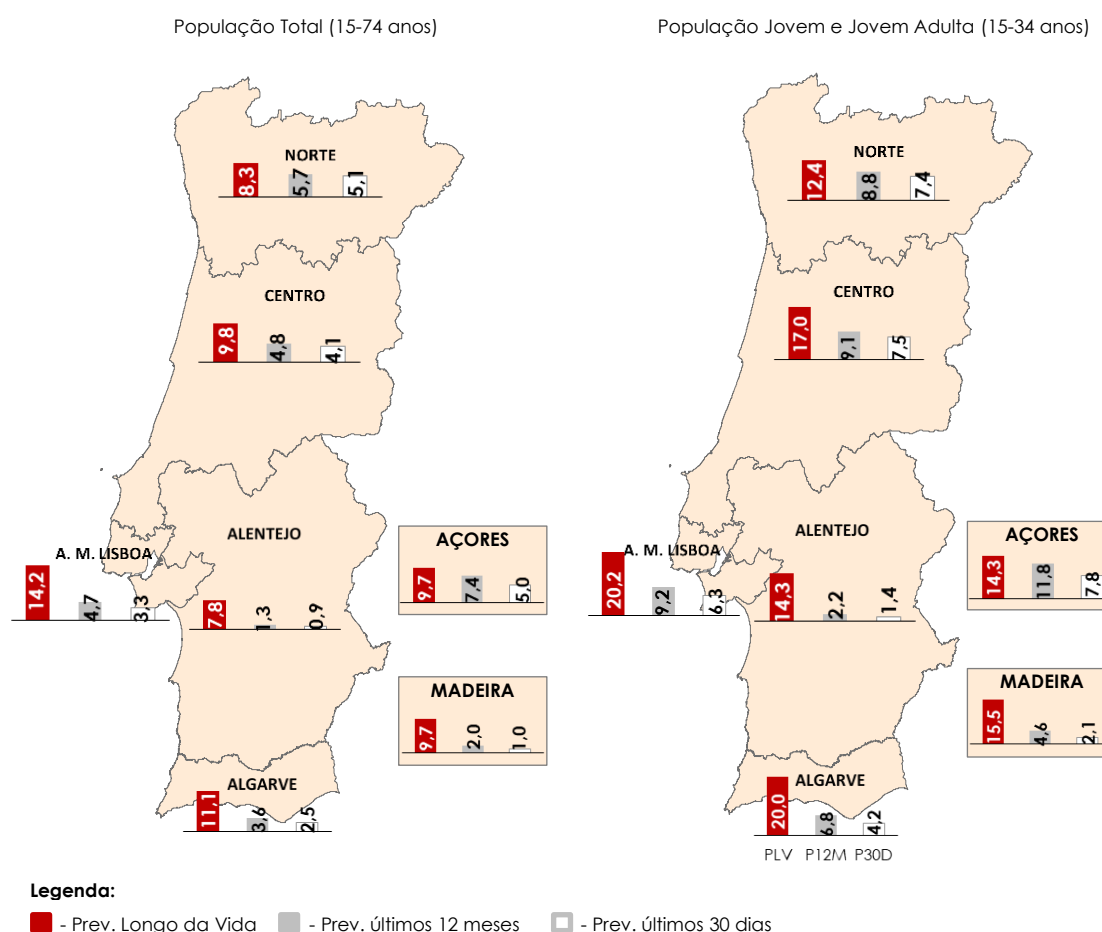 População Total (15-74 anos)
NORTE
8,3 5,7 5,1
CENTRO
9,8 4,8 4,1
A. M. LISBOA
14,2 4,7 3,3
ALENTEJO
7,8 1,3 0,9
AÇORES
9,7 7,4 5,0
MADEIRA
9,7 2,0 1,0
ALGARVE
11,1 3,6 2,5
População Jovem e Jovem Adulta (15-34 anos)
NORTE
12,4 8,8 7,4
CENTRO
17,0 9,1 7,5
A. M. LISBOA
20,2 9,2 6,3
ALENTEJO
14,3 2,2 1,4
AÇORES
14,3 11,8 7,8
MADEIRA
15,5 4,6 2,1
ALGARVE
20,0 6,8 4,2
PLV P12M P30D
Legenda:
- Prev. Longo da Vida - Prev. últimos 12 meses - Prev. últimos 30 dias